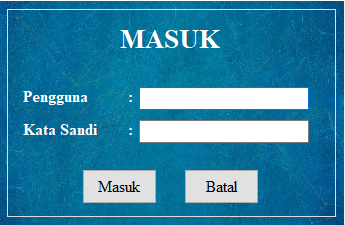 MASUK
Pengguna :
Kata Sandi :
Masuk Batal